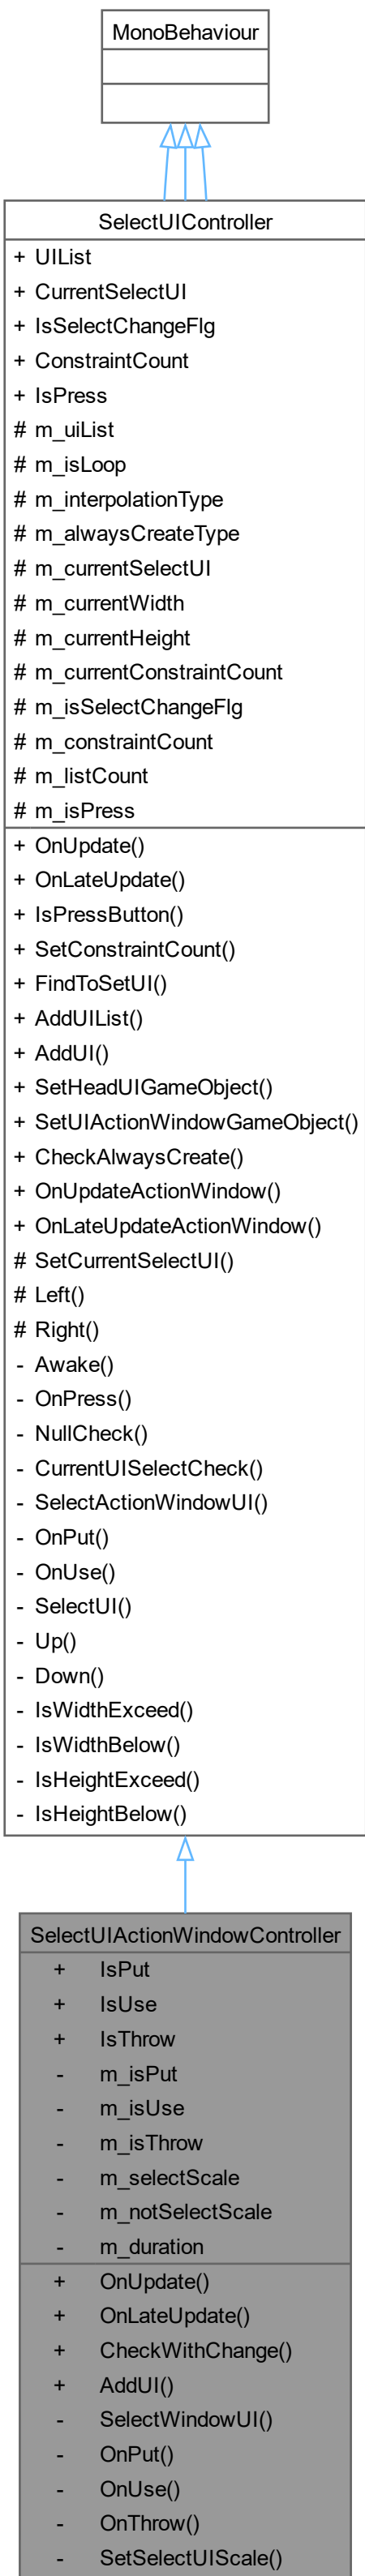 MonoBehaviour
SelectUIController
+ UIList
+ CurrentSelectUI
+ IsSelectChangeFlg
+ ConstraintCount
+ IsPress
# m_uiList
# m_isLoop
# m_interpolationType
# m_alwaysCreateType
# m_currentSelectUI
# m_currentWidth
# m_currentHeight
# m_currentConstraintCount
# m_isSelectChangeFlg
# m_constraintCount
# m_listCount
# m_isPress
+ OnUpdate()
+ OnLateUpdate()
+ IsPressButton()
+ SetConstraintCount()
+ FindToSetUI()
+ AddUIList()
+ AddUI()
+ SetHeadUIGameObject()
+ SetUIActionWindowGameObject()
+ CheckAlwaysCreate()
+ OnUpdateActionWindow()
+ OnLateUpdateActionWindow()
# SetCurrentSelectUI()
# Left()
# Right()
- Awake()
- OnPress()
- NullCheck()
- CurrentUISelectCheck()
- SelectActionWindowUI()
- OnPut()
- OnUse()
- SelectUI()
- Up()
- Down()
- IsWidthExceed()
- IsWidthBelow()
- IsHeightExceed()
- IsHeightBelow()
SelectUIActionWindowController
+ IsPut
+ IsUse
+ IsThrow
- m_isPut
- m_isUse
- m_isThrow
- m_selectScale
- m_notSelectScale
- m_duration
+ OnUpdate()
+ OnLateUpdate()
+ CheckWithChange()
+ AddUI()
- SelectWindowUI()
- OnPut()
- OnUse()
- OnThrow()
- SetSelectUIScale()